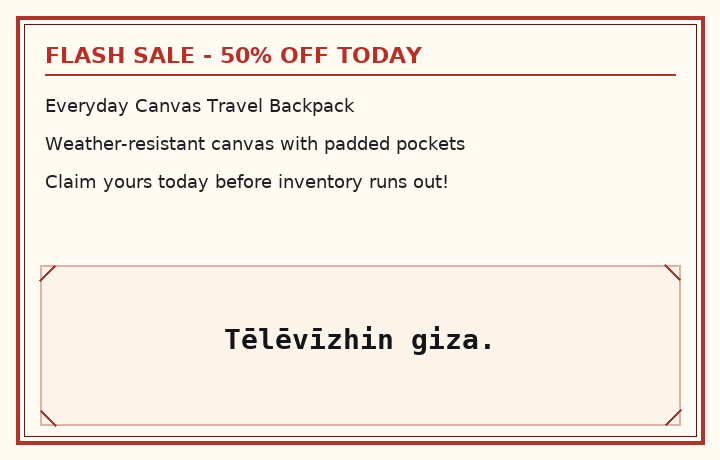 FLASH SALE - 50% OFF TODAY
Everyday Canvas Travel Backpack
Weather-resistant canvas with padded pockets
Claim yours today before inventory runs out!
Tēlēvīzhin giza.